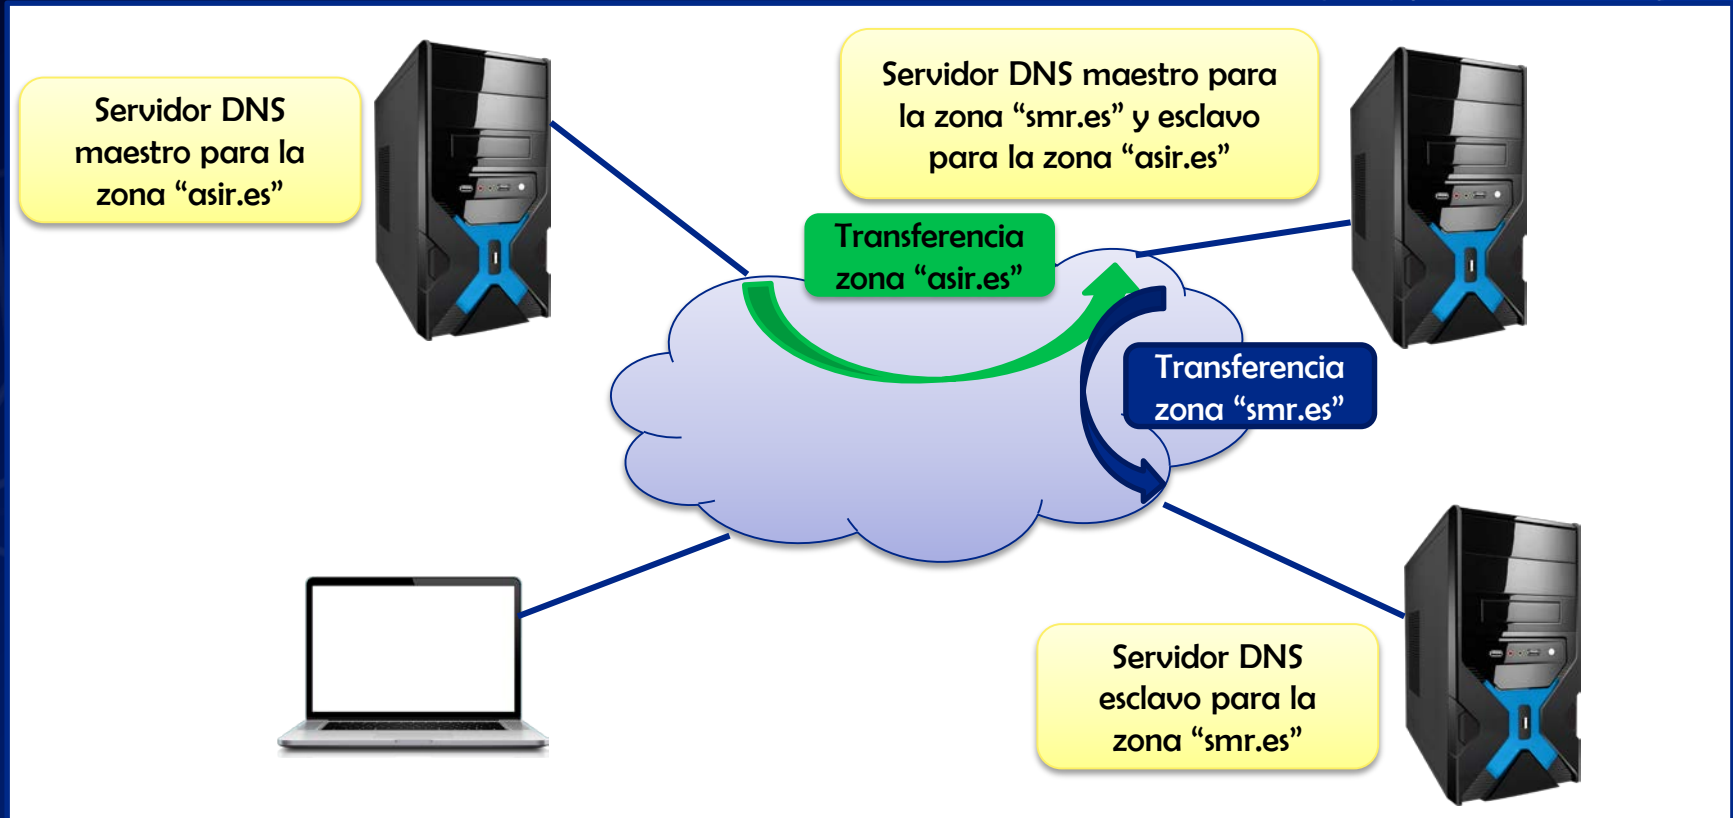 Servidor DNS
maestro para la
zona “asir.es”
Servidor DNS maestro para
la zona “smr.es” y esclavo
para la zona “asir.es”
Transferencia
zona “asir.es”
Transferencia
zona “smr.es”
Servidor DNS
esclavo para la
zona “smr.es”